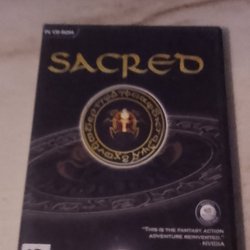 PC CD-ROM
SACRED
"THIS IS THE FANTASY ACTION
ADVENTURE REINVENTED."
NVIDIA